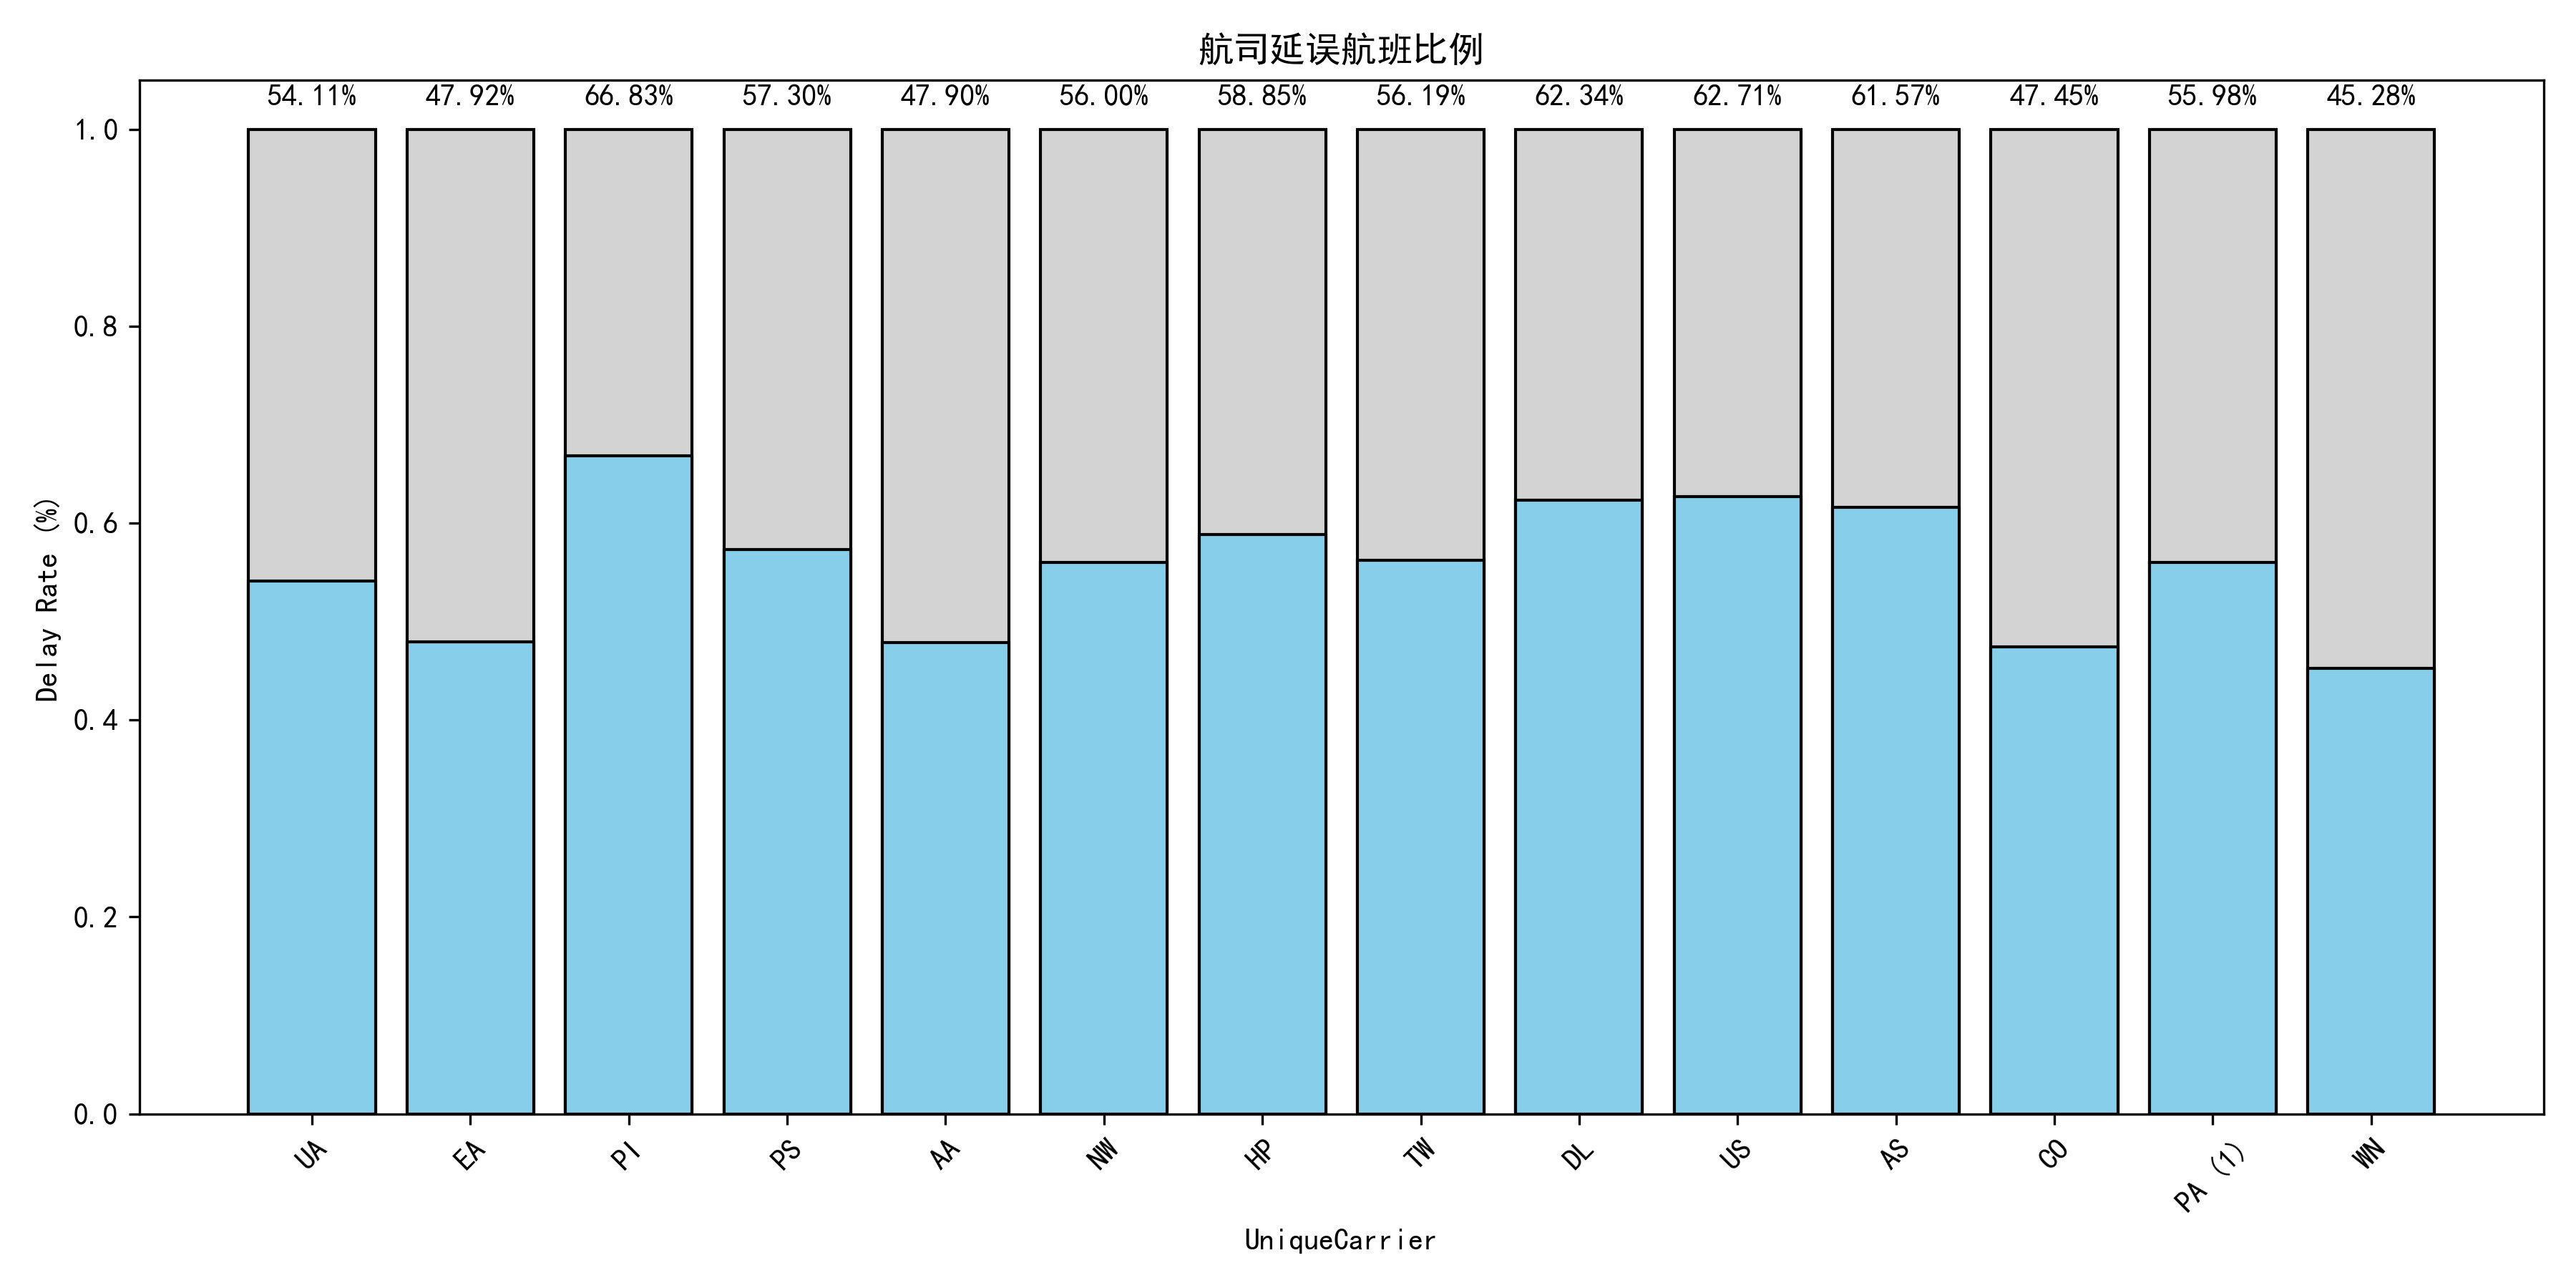 航司延误航班比例
54.11% 47.92% 66.83% 57.30% 47.90% 56.00% 58.85% 56.19% 62.34% 62.71% 61.57% 47.45% 55.98% 45.28%
1.0
0.8
0.6
0.4
0.2
0.0
Delay Rate (%)
UA EA PI PS AA NW HP TW DL US AS CO PA (1) WN
UniqueCarrier